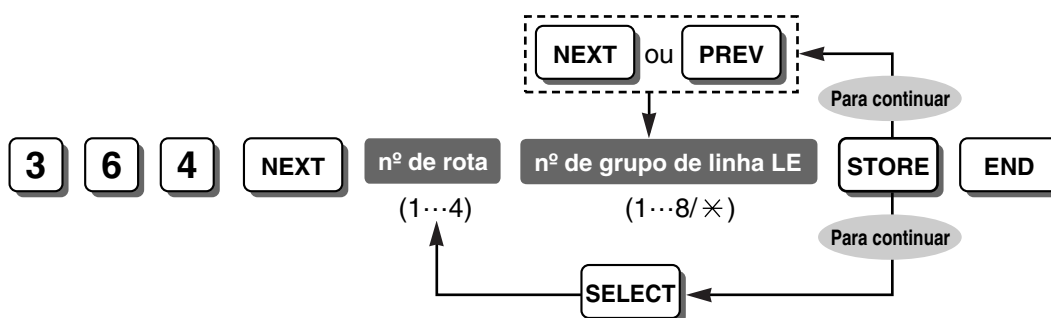 NEXT ou PREV
Para continuar
3 6 4 NEXT nº de rota nº de grupo de linha LE STORE END
(1···4) (1···8/✳)
Para continuar
SELECT